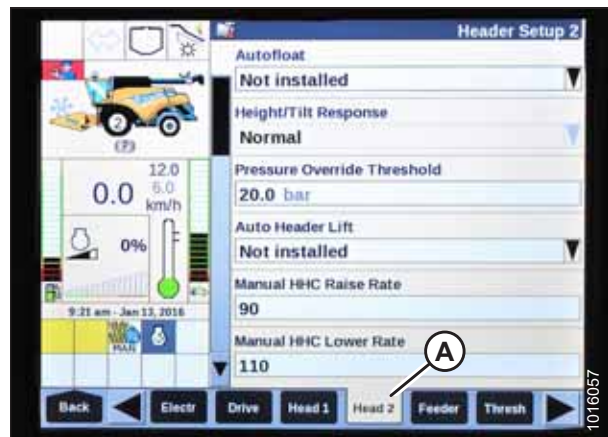 Header Setup 2
Autofloat
Not installed
Height/Tilt Response
Normal
Pressure Override Threshold
20.0 bar
Auto Header Lift
Not installed
Manual HHC Raise Rate
90
Manual HHC Lower Rate
110
2
(7)
12.0
0.0 6.0
km/h
0%
9:21 am - Jan 13, 2016
MAN
A
Back Electr Drive Head 1 Head 2 Feeder Thresh
1016057